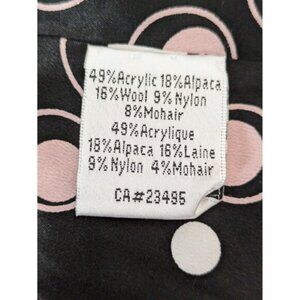 49%Acrylic 18%Alpaca
16%Wool 9%Nylon
8%Mohair
49%Acrylique
18%Alpaca 16%Laine
9%Nylon 4%Mohair
CA#23495